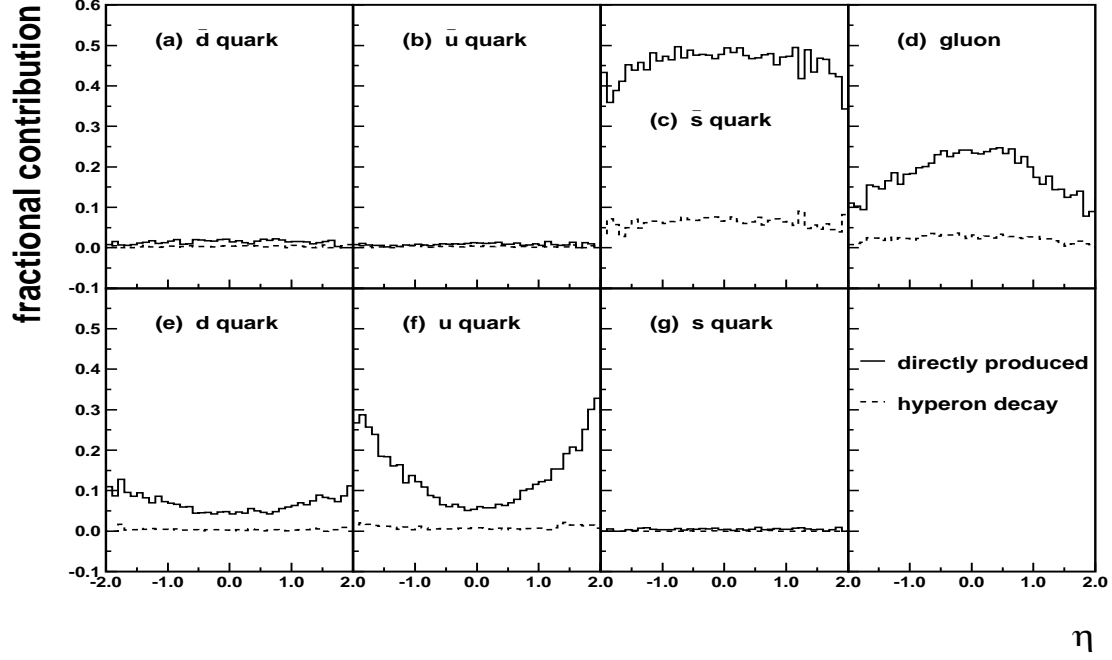 fractional contribution
0.6
0.5
0.4
0.3
0.2
0.1
0.0
-0.1
(a) d̄ quark
(b) ū quark
(c) s̄ quark
(d) gluon
0.5
0.4
0.3
0.2
0.1
0.0
-0.1
(e) d quark
(f) u quark
(g) s quark
directly produced
hyperon decay
-2.0 -1.0 0.0 1.0 2.0 -1.0 0.0 1.0 2.0 -1.0 0.0 1.0 2.0 -1.0 0.0 1.0 2.0
η